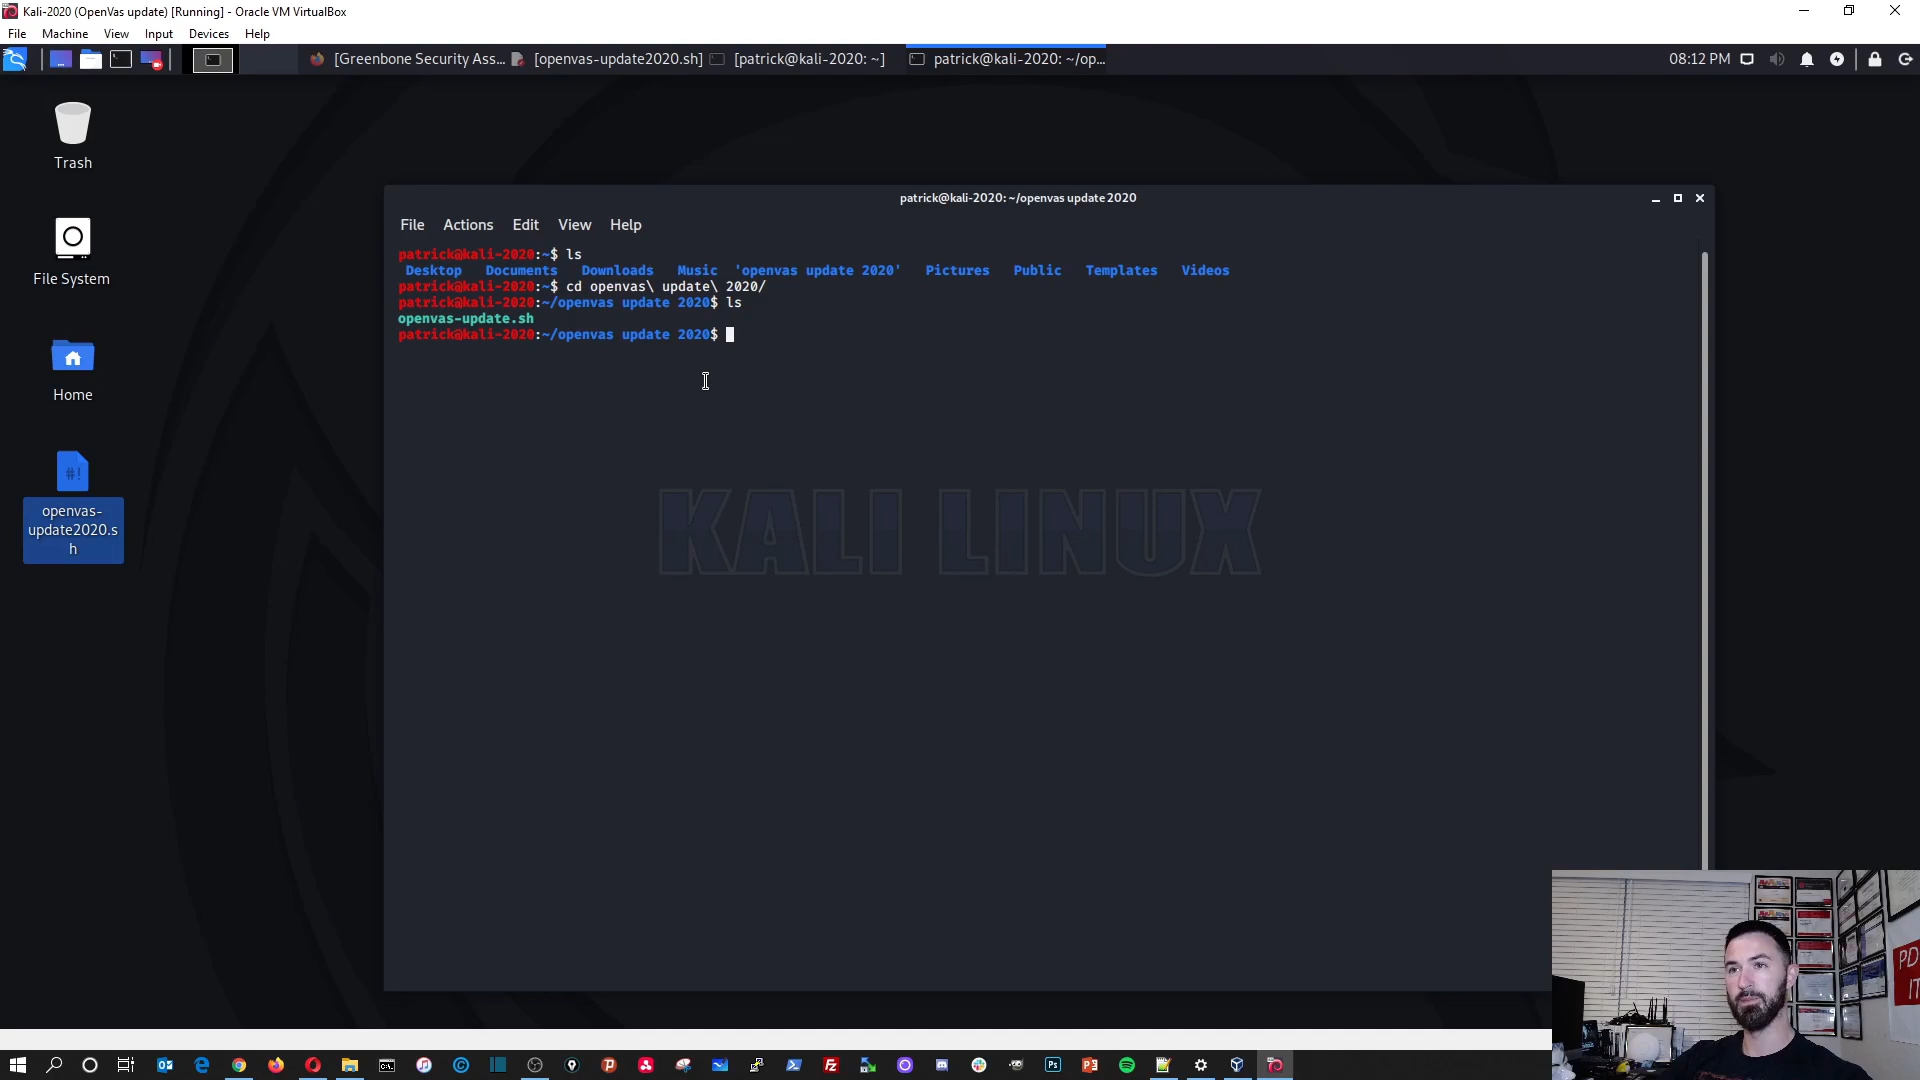 Kali-2020 (OpenVas update) [Running] - Oracle VM VirtualBox
File Machine View Input Devices Help
[Greenbone Security Ass... [openvas-update2020.sh] [patrick@kali-2020: ~] patrick@kali-2020: ~/op... 08:12 PM
Trash
File System
Home
#!
openvas-
update2020.s
h
patrick@kali-2020: ~/openvas update 2020
File Actions Edit View Help
patrick@kali-2020:~$ ls
Desktop Documents Downloads Music 'openvas update 2020' Pictures Public Templates Videos
patrick@kali-2020:~$ cd openvas\ update\ 2020/
patrick@kali-2020:~/openvas update 2020$ ls
openvas-update.sh
patrick@kali-2020:~/openvas update 2020$
KALI LINUX
PD
IT